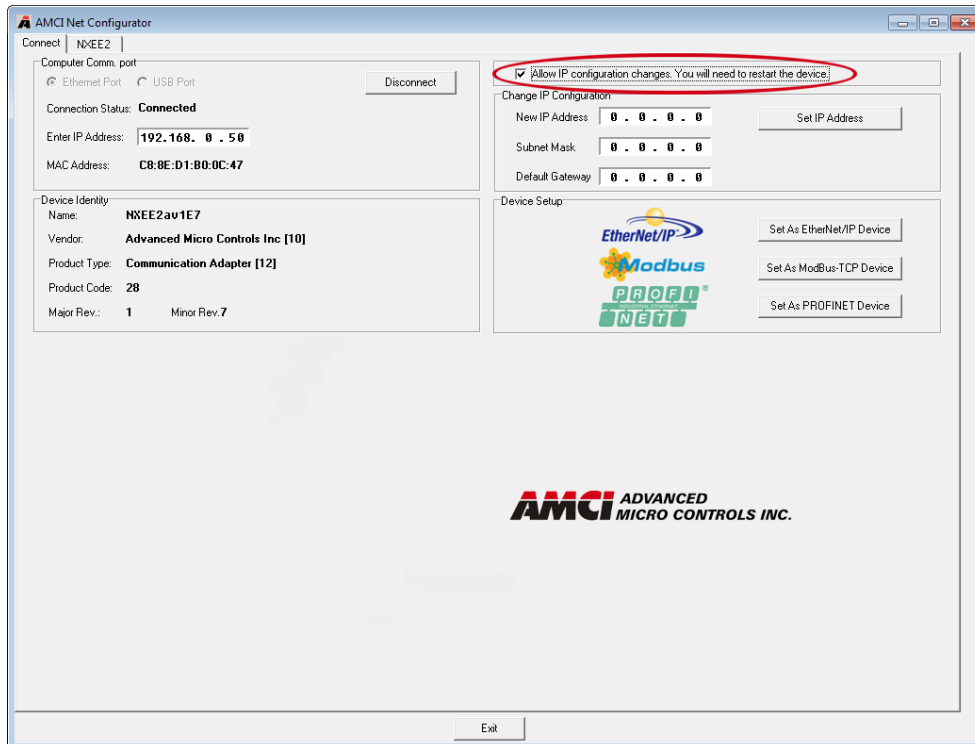 AMCI Net Configurator
Connect NXEE2
Computer Comm. port
Ethernet Port USB Port Disconnect
Connection Status: Connected
Enter IP Address: 192.168. 0 .50
MAC Address: C8:8E:D1:B0:0C:47
Device Identity
Name: NXEE2av1E7
Vendor: Advanced Micro Controls Inc [10]
Product Type: Communication Adapter [12]
Product Code: 28
Major Rev.: 1 Minor Rev. 7
Allow IP configuration changes. You will need to restart the device.
Change IP Configuration
New IP Address 0 . 0 . 0 . 0 Set IP Address
Subnet Mask 0 . 0 . 0 . 0
Default Gateway 0 . 0 . 0 . 0
Device Setup
EtherNet/IP Set As EtherNet/IP Device
Modbus Set As ModBus-TCP Device
PROFI ®
INDUSTRIAL ETHERNET
NET Set As PROFINET Device
AMCI ADVANCED
MICRO CONTROLS INC.
Exit